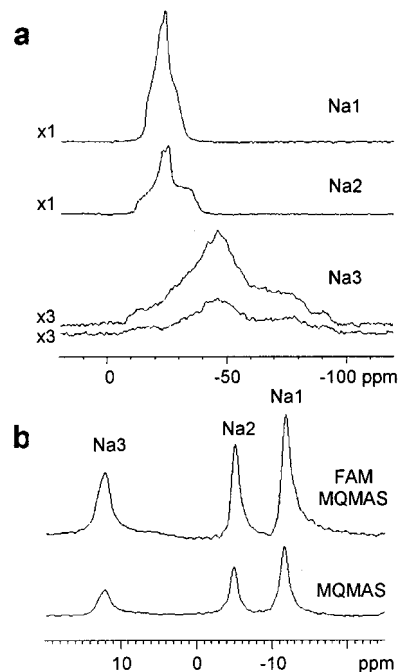 a
x1
Na1
x1
Na2
Na3
x3
x3
0 -50 -100 ppm
b
Na3 Na2 Na1
FAM
MQMAS
MQMAS
10 0 -10 ppm